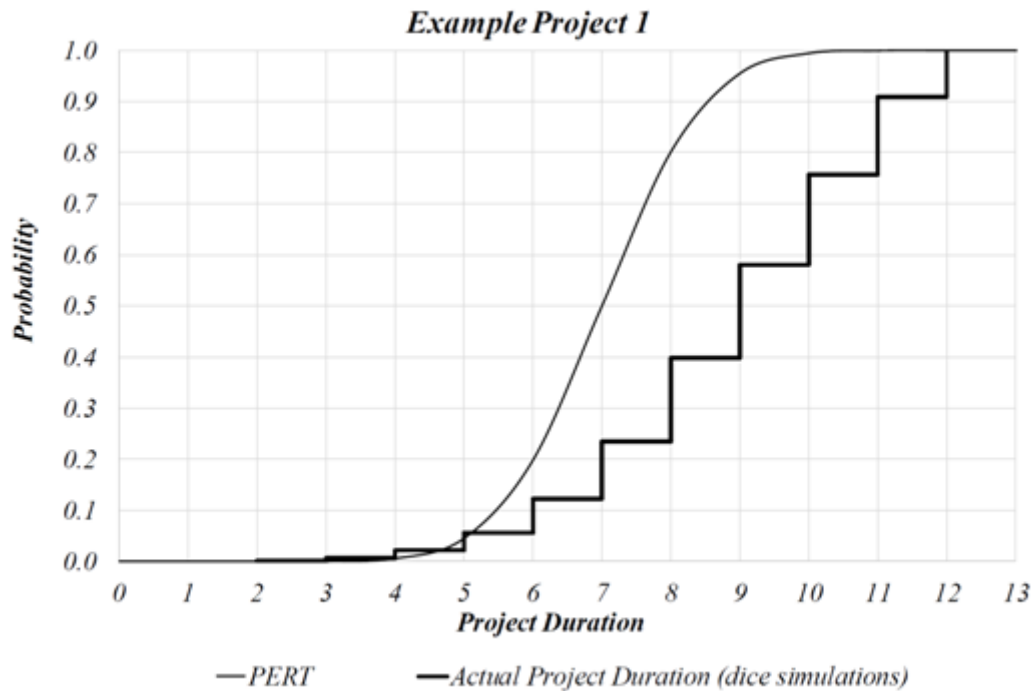 Example Project 1
1.0
0.9
0.8
0.7
0.6
0.5
0.4
0.3
0.2
0.1
0.0
Probability
0 1 2 3 4 5 6 7 8 9 10 11 12 13
Project Duration
PERT Actual Project Duration (dice simulations)